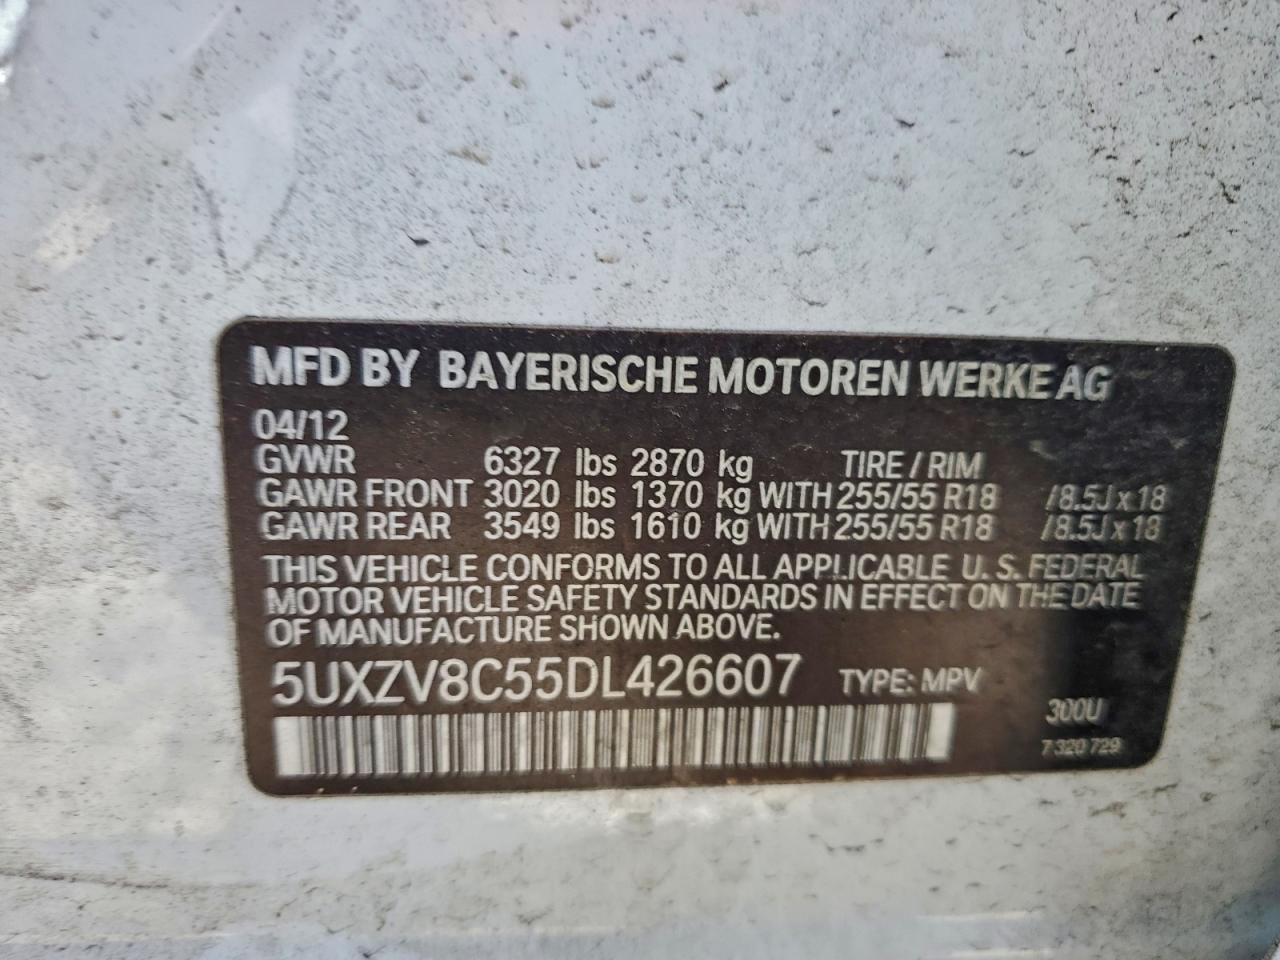 MFD BY BAYERISCHE MOTOREN WERKE AG
04/12
GVWR 6327 lbs 2870 kg TIRE / RIM
GAWR FRONT 3020 lbs 1370 kg WITH 255/55 R18 /8.5J x 18
GAWR REAR 3549 lbs 1610 kg WITH 255/55 R18 /8.5J x 18
THIS VEHICLE CONFORMS TO ALL APPLICABLE U. S. FEDERAL
MOTOR VEHICLE SAFETY STANDARDS IN EFFECT ON THE DATE
OF MANUFACTURE SHOWN ABOVE.
5UXZV8C55DL426607 TYPE: MPV
300U
7 320 729